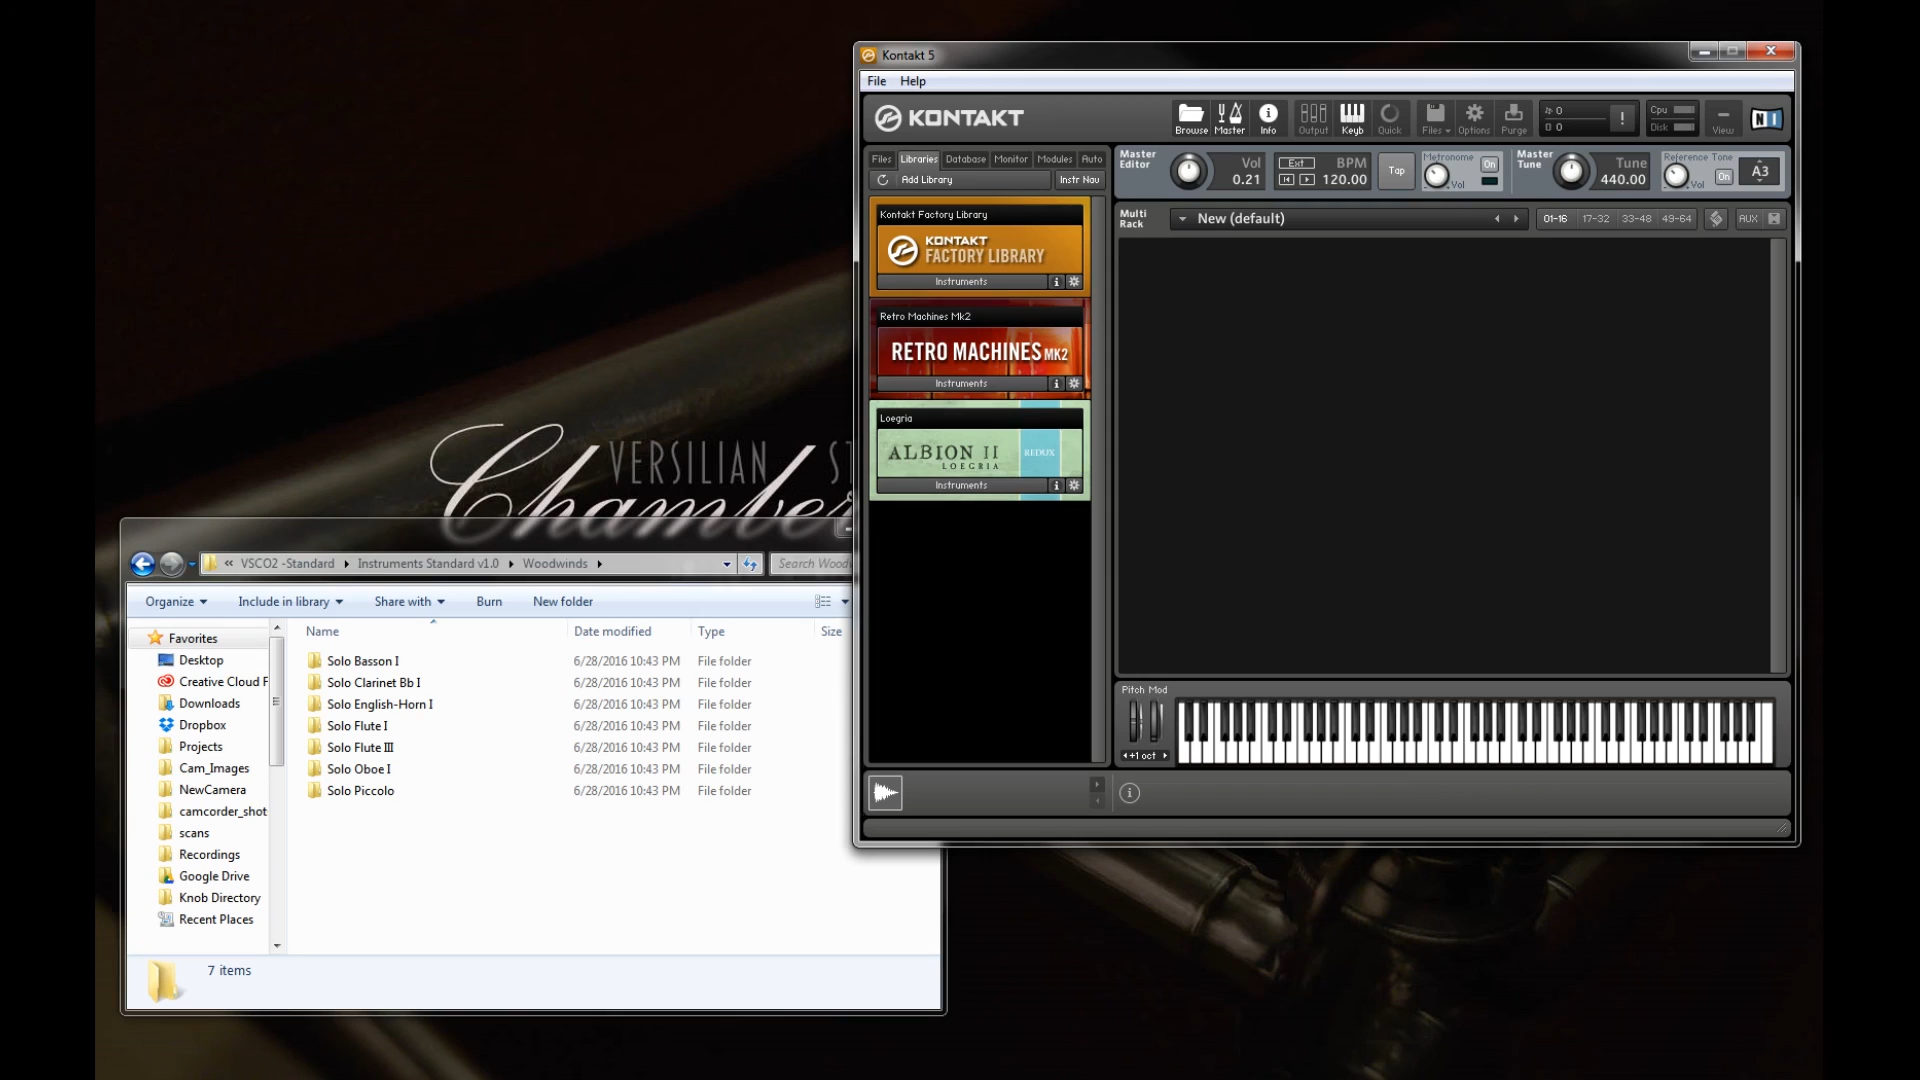 Kontakt 5
File Help
KONTAKT
Browse Master Info Output Keyb Quick Files Options Purge
0
0 0
!
Cpu
Disk
View
NI
Files Libraries Database Monitor Modules Auto
Add Library Instr Nav
Master
Editor
Vol
0.21
Ext BPM
120.00
Tap
Metronome On
Vol
Master
Tune
Tune
440.00
Reference Tone
Vol On
A3
Multi
Rack
New (default)
01-16 17-32 33-48 49-64 AUX
Kontakt Factory Library
KONTAKT
FACTORY LIBRARY
Instruments
Retro Machines Mk2
RETRO MACHINES MK2
Instruments
Loegria
ALBION II
LOEGRIA
REDUX
Instruments
Pitch Mod
+1 oct
VERSILIAN ST
Chamber
« VSCO2 -Standard Instruments Standard v1.0 Woodwinds
Search Wood
Organize Include in library Share with Burn New folder
Name Date modified Type Size
Favorites
Desktop
Creative Cloud F
Downloads
Dropbox
Projects
Cam_Images
NewCamera
camcorder_shot
scans
Recordings
Google Drive
Knob Directory
Recent Places
Solo Basson I 6/28/2016 10:43 PM File folder
Solo Clarinet Bb I 6/28/2016 10:43 PM File folder
Solo English-Horn I 6/28/2016 10:43 PM File folder
Solo Flute I 6/28/2016 10:43 PM File folder
Solo Flute III 6/28/2016 10:43 PM File folder
Solo Oboe I 6/28/2016 10:43 PM File folder
Solo Piccolo 6/28/2016 10:43 PM File folder
7 items